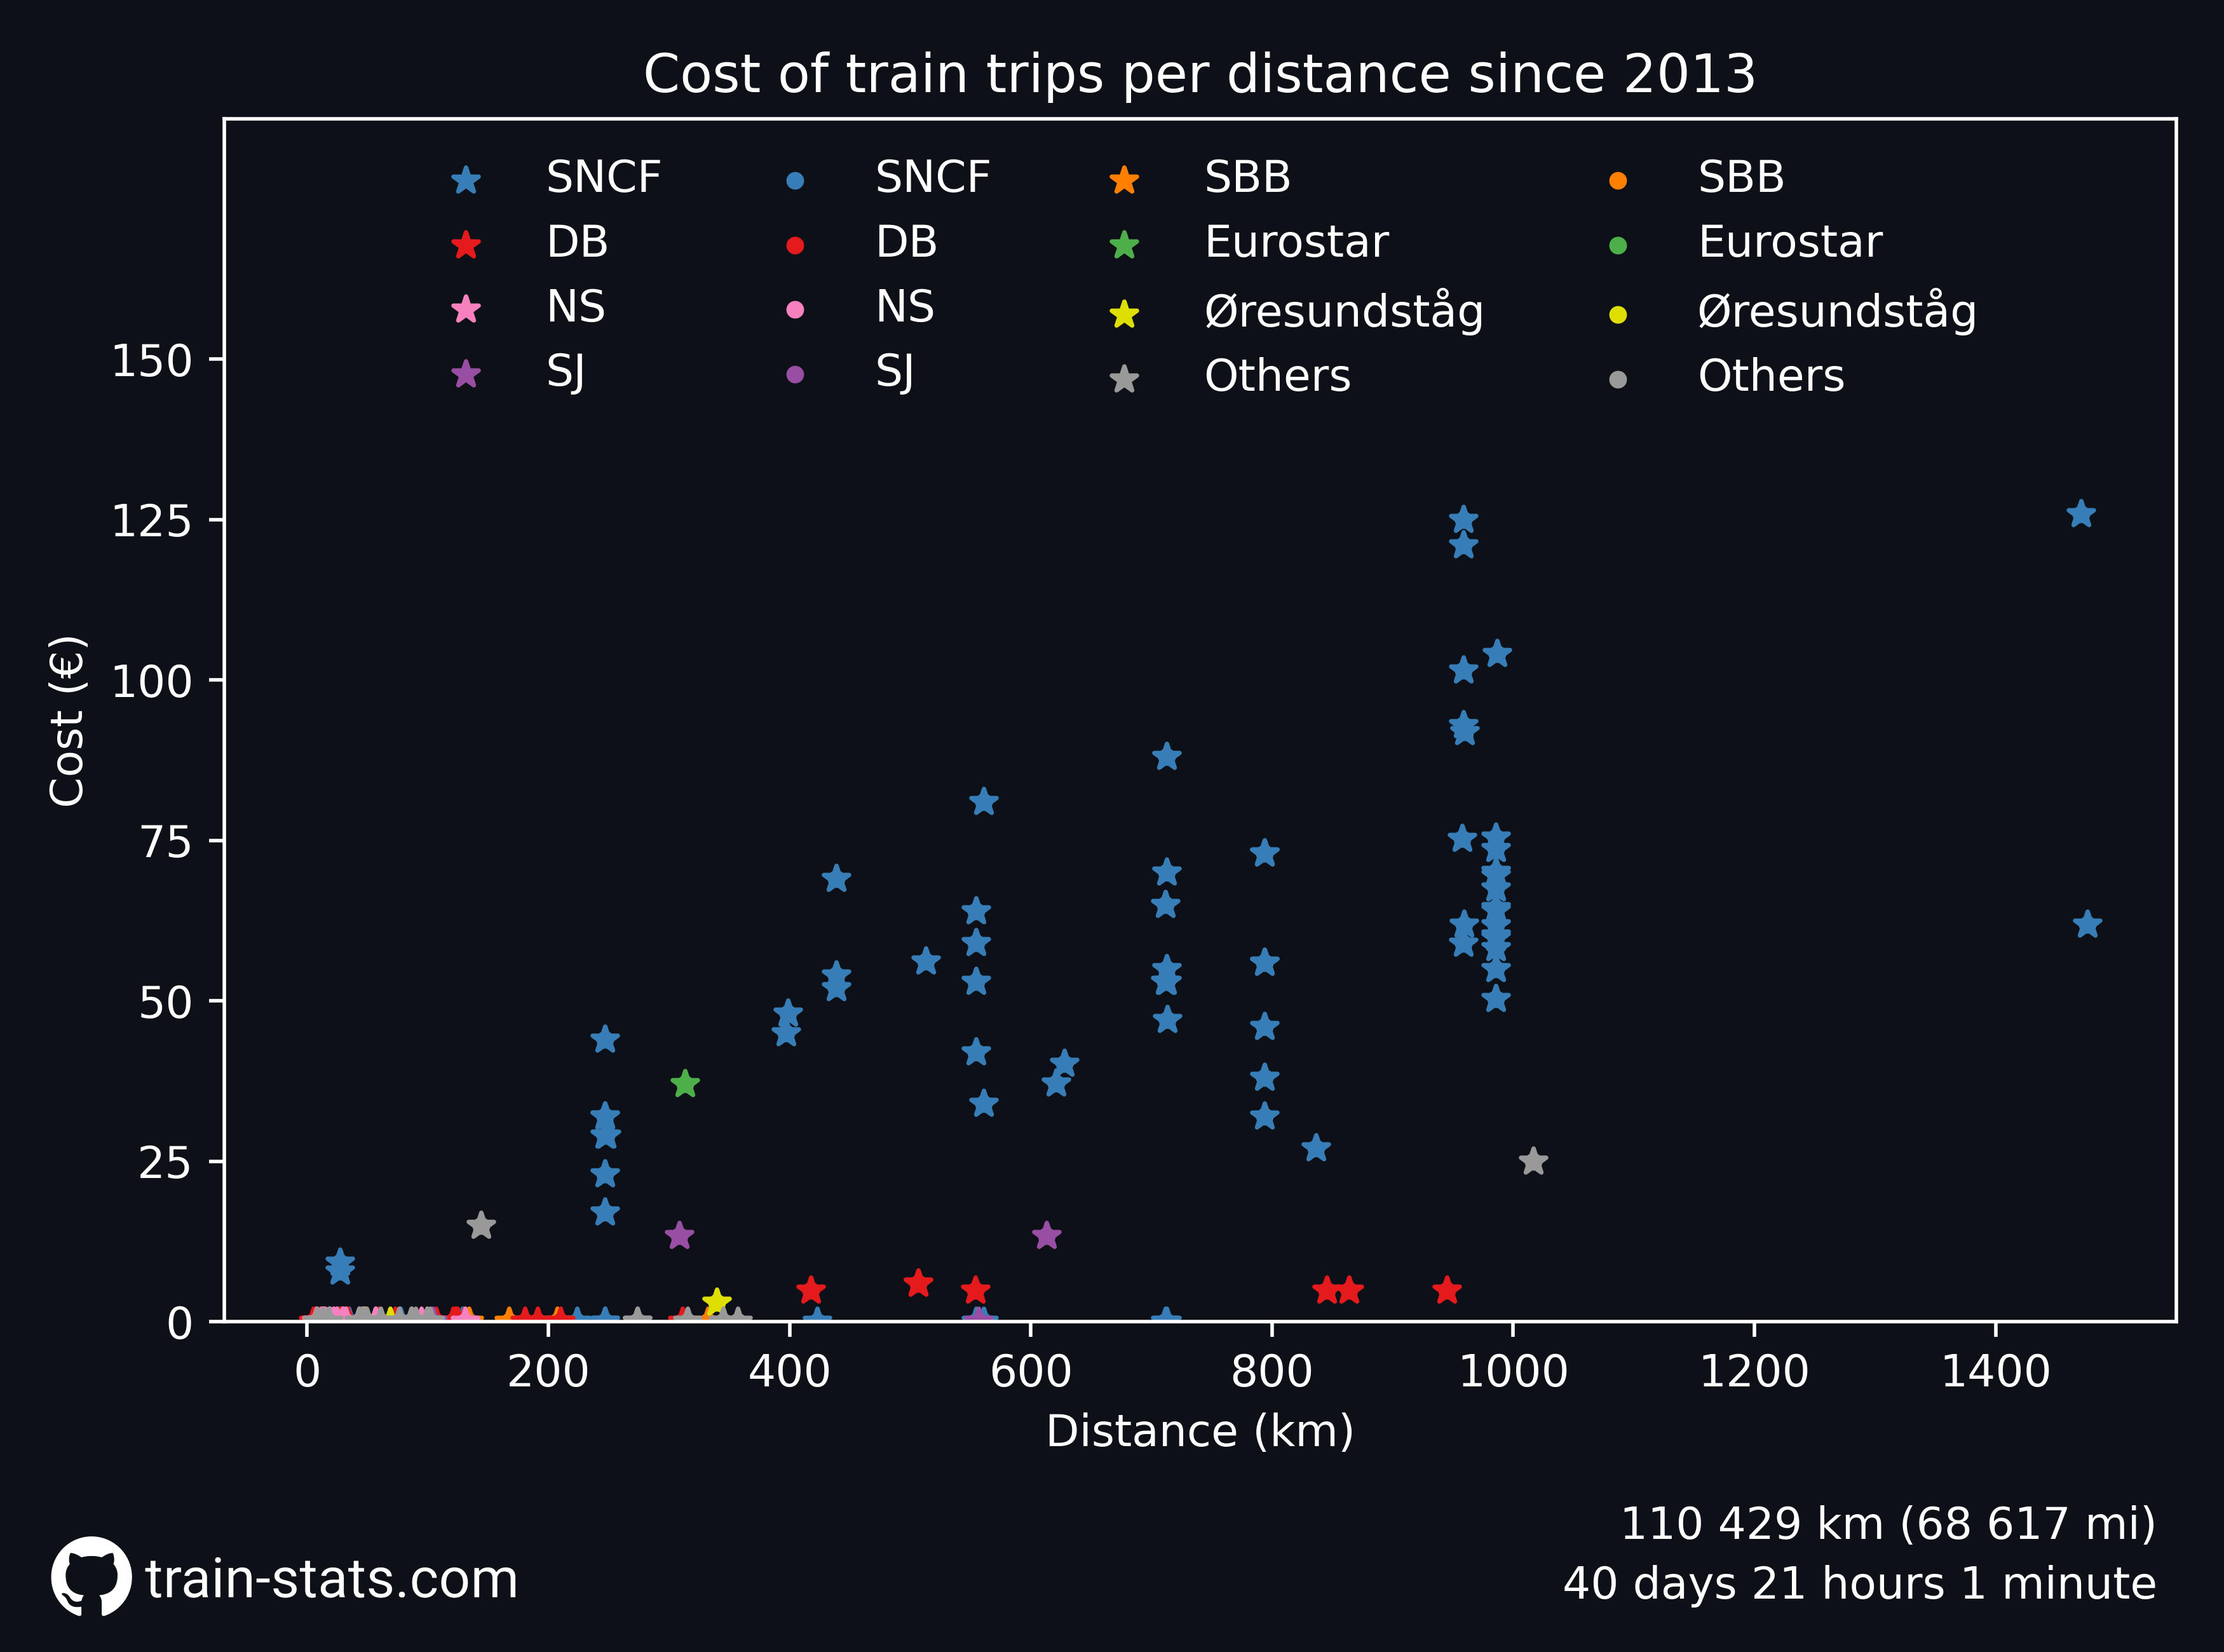 Cost of train trips per distance since 2013
SNCF SNCF SBB SBB
DB DB Eurostar Eurostar
NS NS Øresundståg Øresundståg
SJ SJ Others Others
150
125
100
75
50
25
0
Cost (€)
0 200 400 600 800 1000 1200 1400
Distance (km)
110 429 km (68 617 mi)
train-stats.com
40 days 21 hours 1 minute